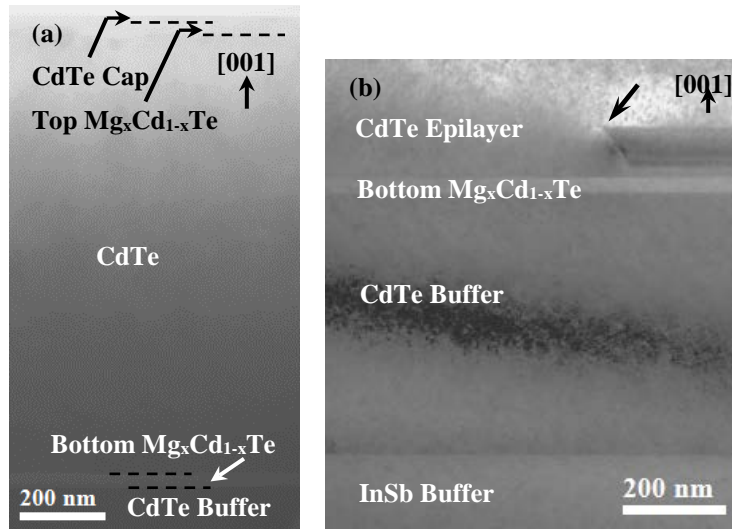 (a)
[001]
CdTe Cap
Top MgxCd1-xTe
CdTe
Bottom MgxCd1-xTe
CdTe Buffer
200 nm
(b)
[001]
CdTe Epilayer
Bottom MgxCd1-xTe
CdTe Buffer
InSb Buffer
200 nm